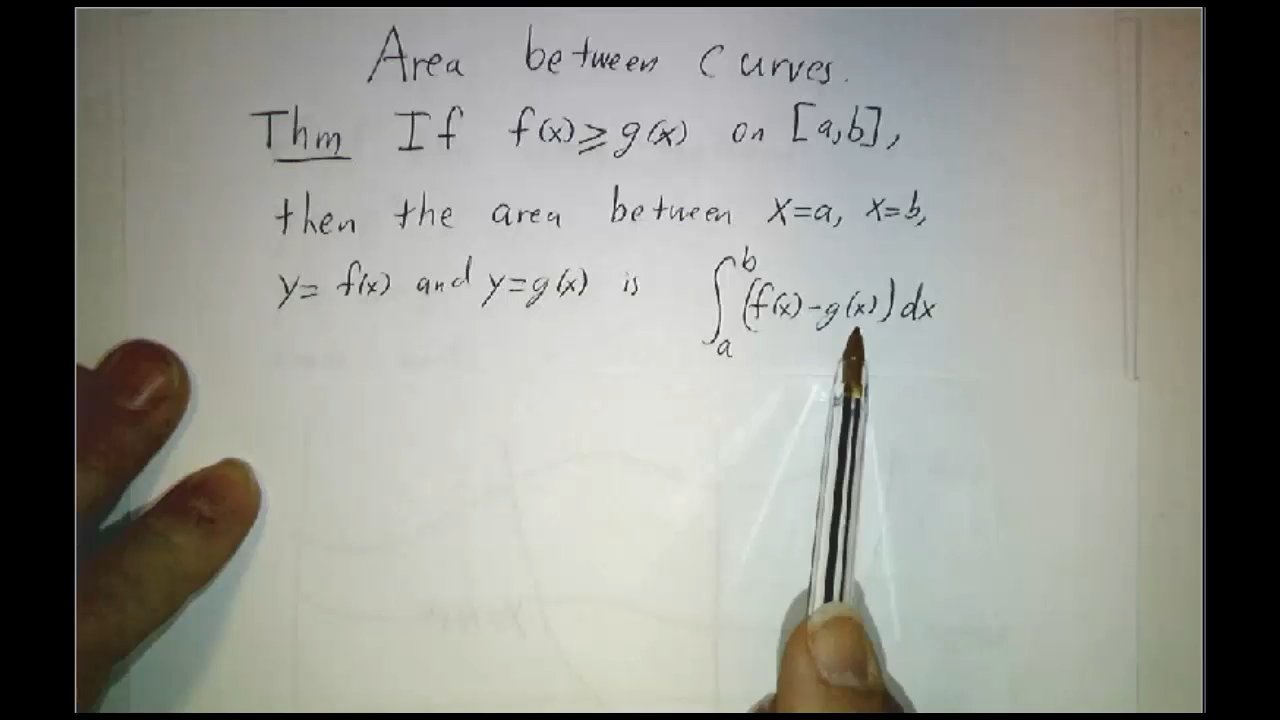 Area between Curves.
Thm If f(x) ≥ g(x) on [a,b],
then the area between x=a, x=b,
y= f(x) and y=g(x) is ∫_a^b (f(x)-g(x)) dx